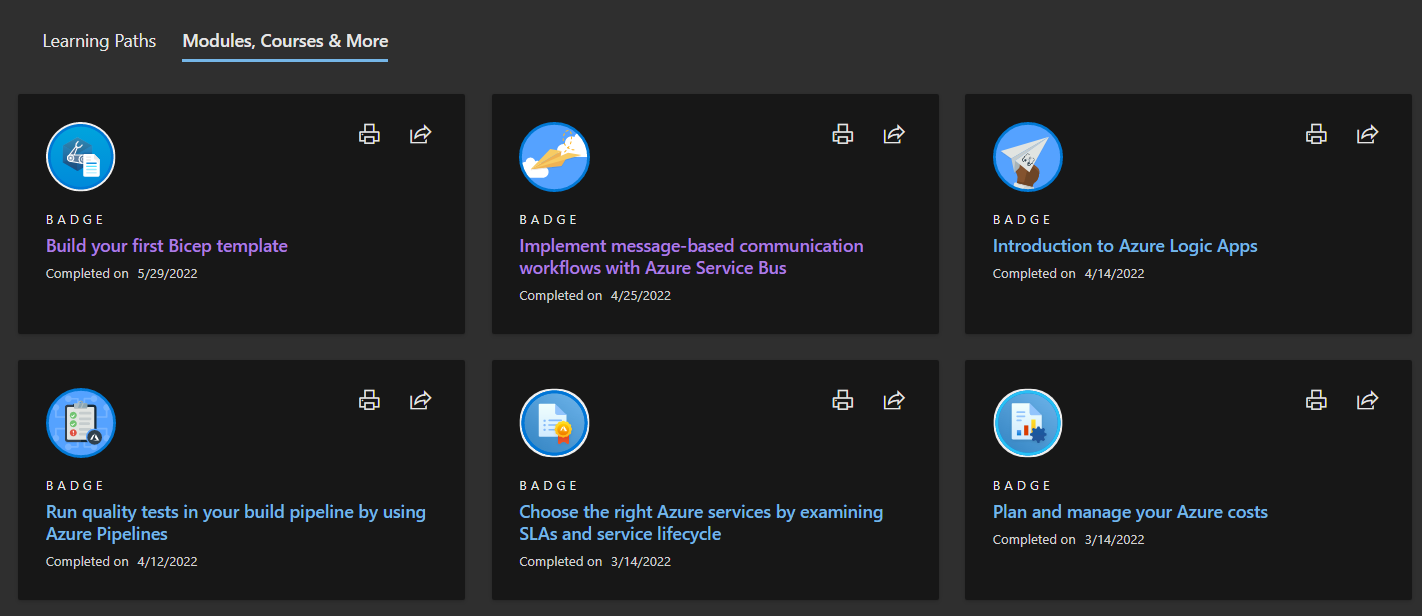 Learning Paths Modules, Courses & More
BADGE
Build your first Bicep template
Completed on 5/29/2022
BADGE
Implement message-based communication
workflows with Azure Service Bus
Completed on 4/25/2022
BADGE
Introduction to Azure Logic Apps
Completed on 4/14/2022
BADGE
Run quality tests in your build pipeline by using
Azure Pipelines
Completed on 4/12/2022
BADGE
Choose the right Azure services by examining
SLAs and service lifecycle
Completed on 3/14/2022
BADGE
Plan and manage your Azure costs
Completed on 3/14/2022